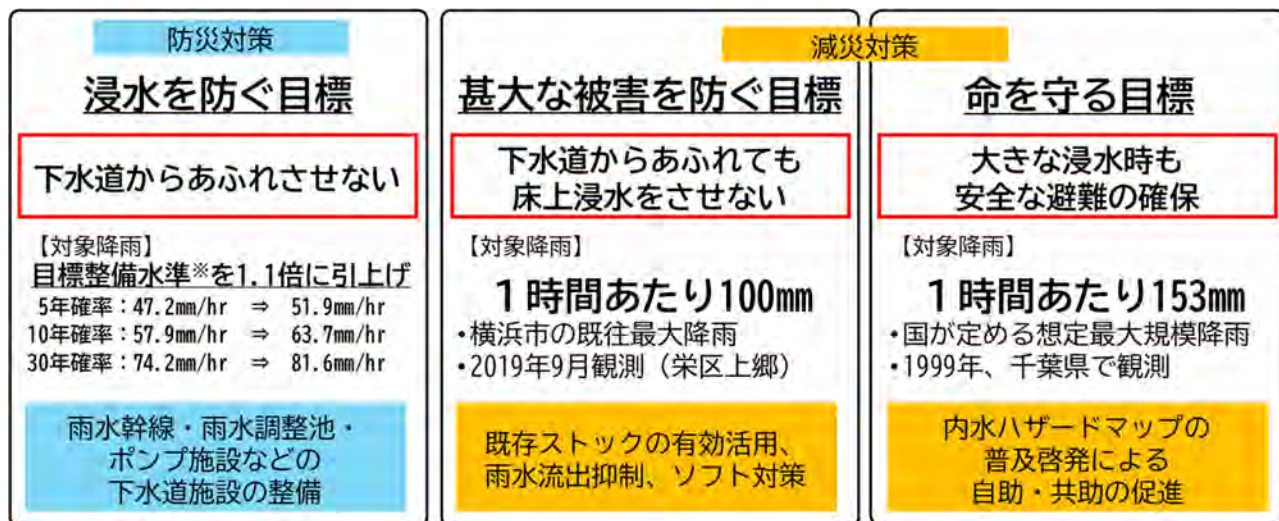 防災対策
浸水を防ぐ目標
下水道からあふれさせない
【対象降雨】
目標整備水準※を1.1倍に引上げ
5年確率：47.2mm/hr ⇒ 51.9mm/hr
10年確率：57.9mm/hr ⇒ 63.7mm/hr
30年確率：74.2mm/hr ⇒ 81.6mm/hr
雨水幹線・雨水調整池・
ポンプ施設などの
下水道施設の整備
減災対策
甚大な被害を防ぐ目標
下水道からあふれても
床上浸水をさせない
【対象降雨】
１時間あたり100㎜
・横浜市の既往最大降雨
・2019年9月観測（栄区上郷）
既存ストックの有効活用、
雨水流出抑制、ソフト対策
命を守る目標
大きな浸水時も
安全な避難の確保
【対象降雨】
１時間あたり153㎜
・国が定める想定最大規模降雨
・1999年、千葉県で観測
内水ハザードマップの
普及啓発による
自助・共助の促進